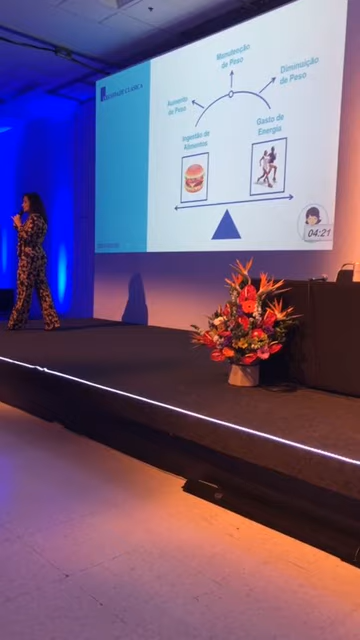 Manutenção
de Peso
Aumento
de Peso
Diminuição
de Peso
Ingestão de
Alimentos
Gasto de
Energia
04:21